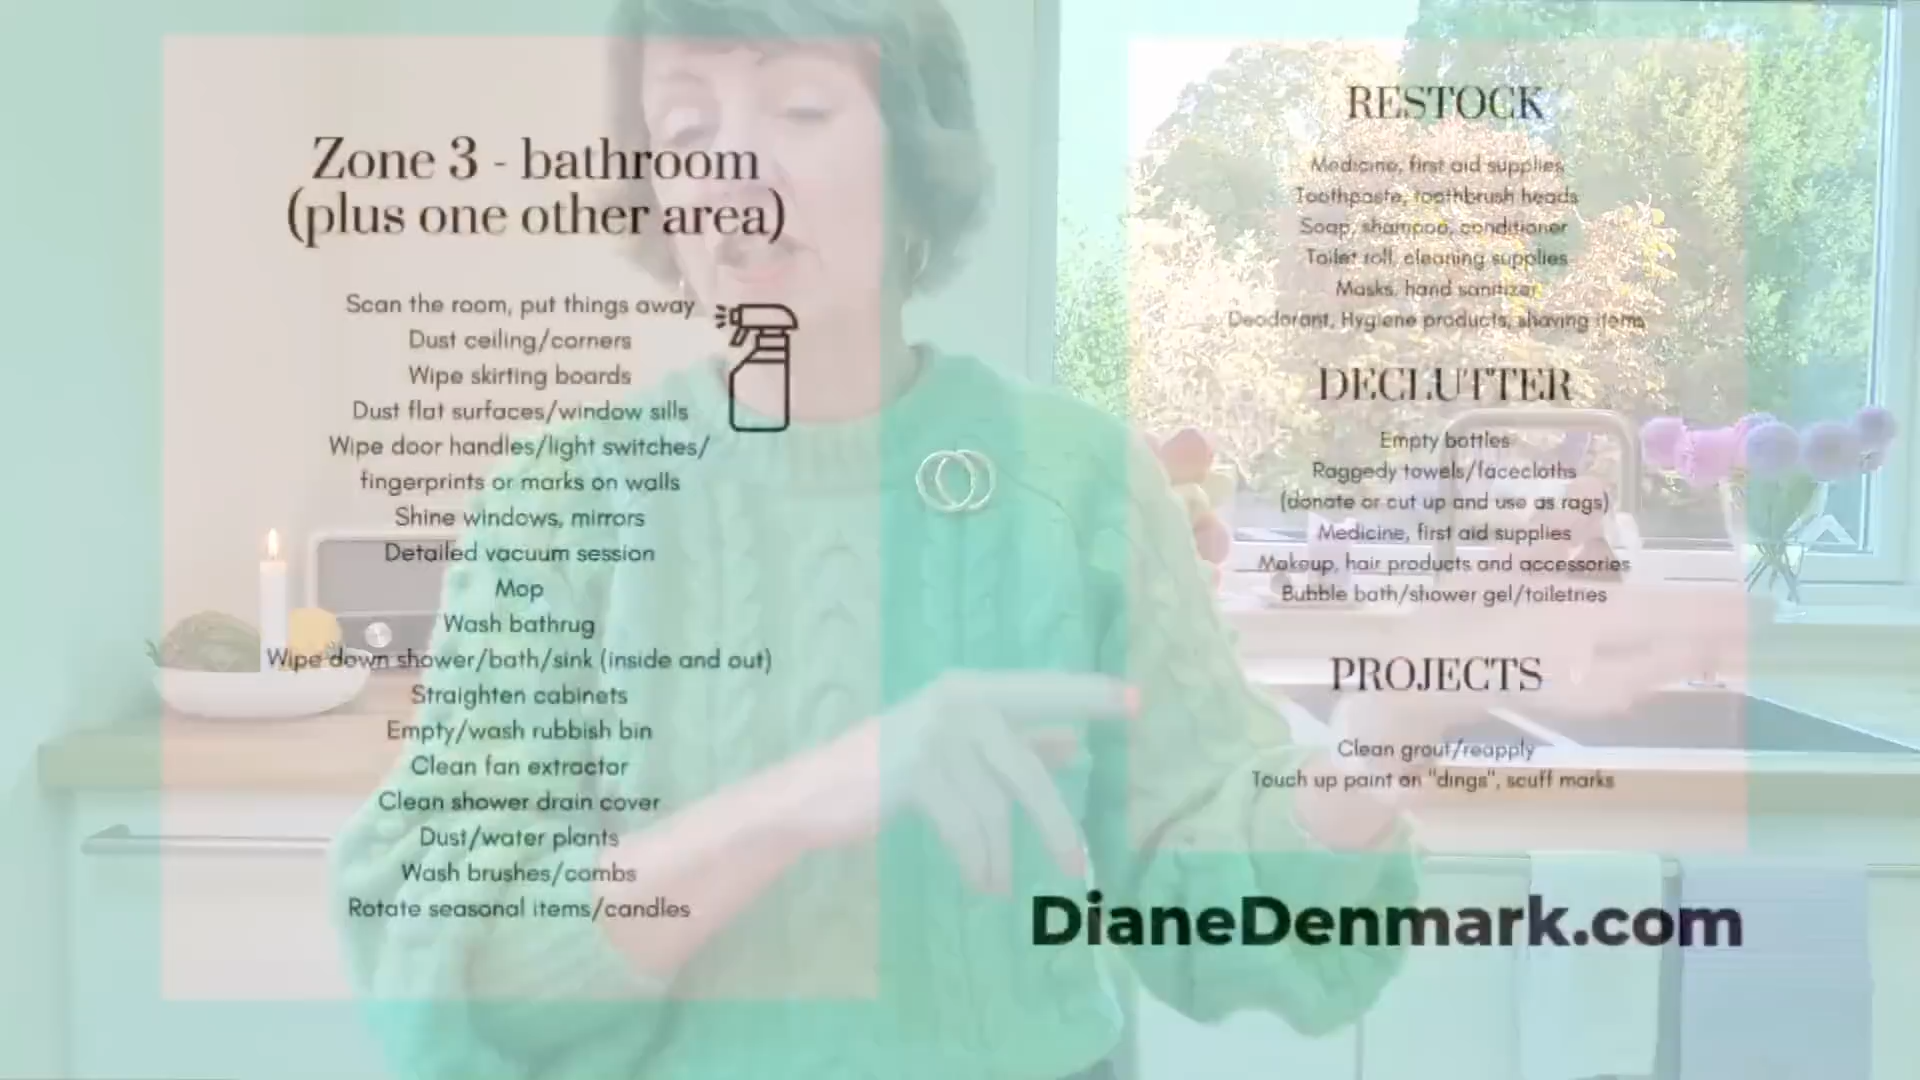 Zone 3 - bathroom
(plus one other area)
Scan the room, put things away
Dust ceiling/corners
Wipe skirting boards
Dust flat surfaces/window sills
Wipe door handles/light switches/
fingerprints or marks on walls
Shine windows, mirrors
Detailed vacuum session
Mop
Wash bathrug
Wipe down shower/bath/sink (inside and out)
Straighten cabinets
Empty/wash rubbish bin
Clean fan extractor
Clean shower drain cover
Dust/water plants
Wash brushes/combs
Rotate seasonal items/candles
RESTOCK
Medicine, first aid supplies
Toothpaste, toothbrush heads
Soap, shampoo, conditioner
Toilet roll, cleaning supplies
Masks, hand sanitizer
Deodorant, Hygiene products, shaving items
DECLUTTER
Empty bottles
Raggedy towels/facecloths
(donate or cut up and use as rags)
Medicine, first aid supplies
Makeup, hair products and accessories
Bubble bath/shower gel/toiletries
PROJECTS
Clean grout/reapply
Touch up paint on "dings", scuff marks
DianeDenmark.com